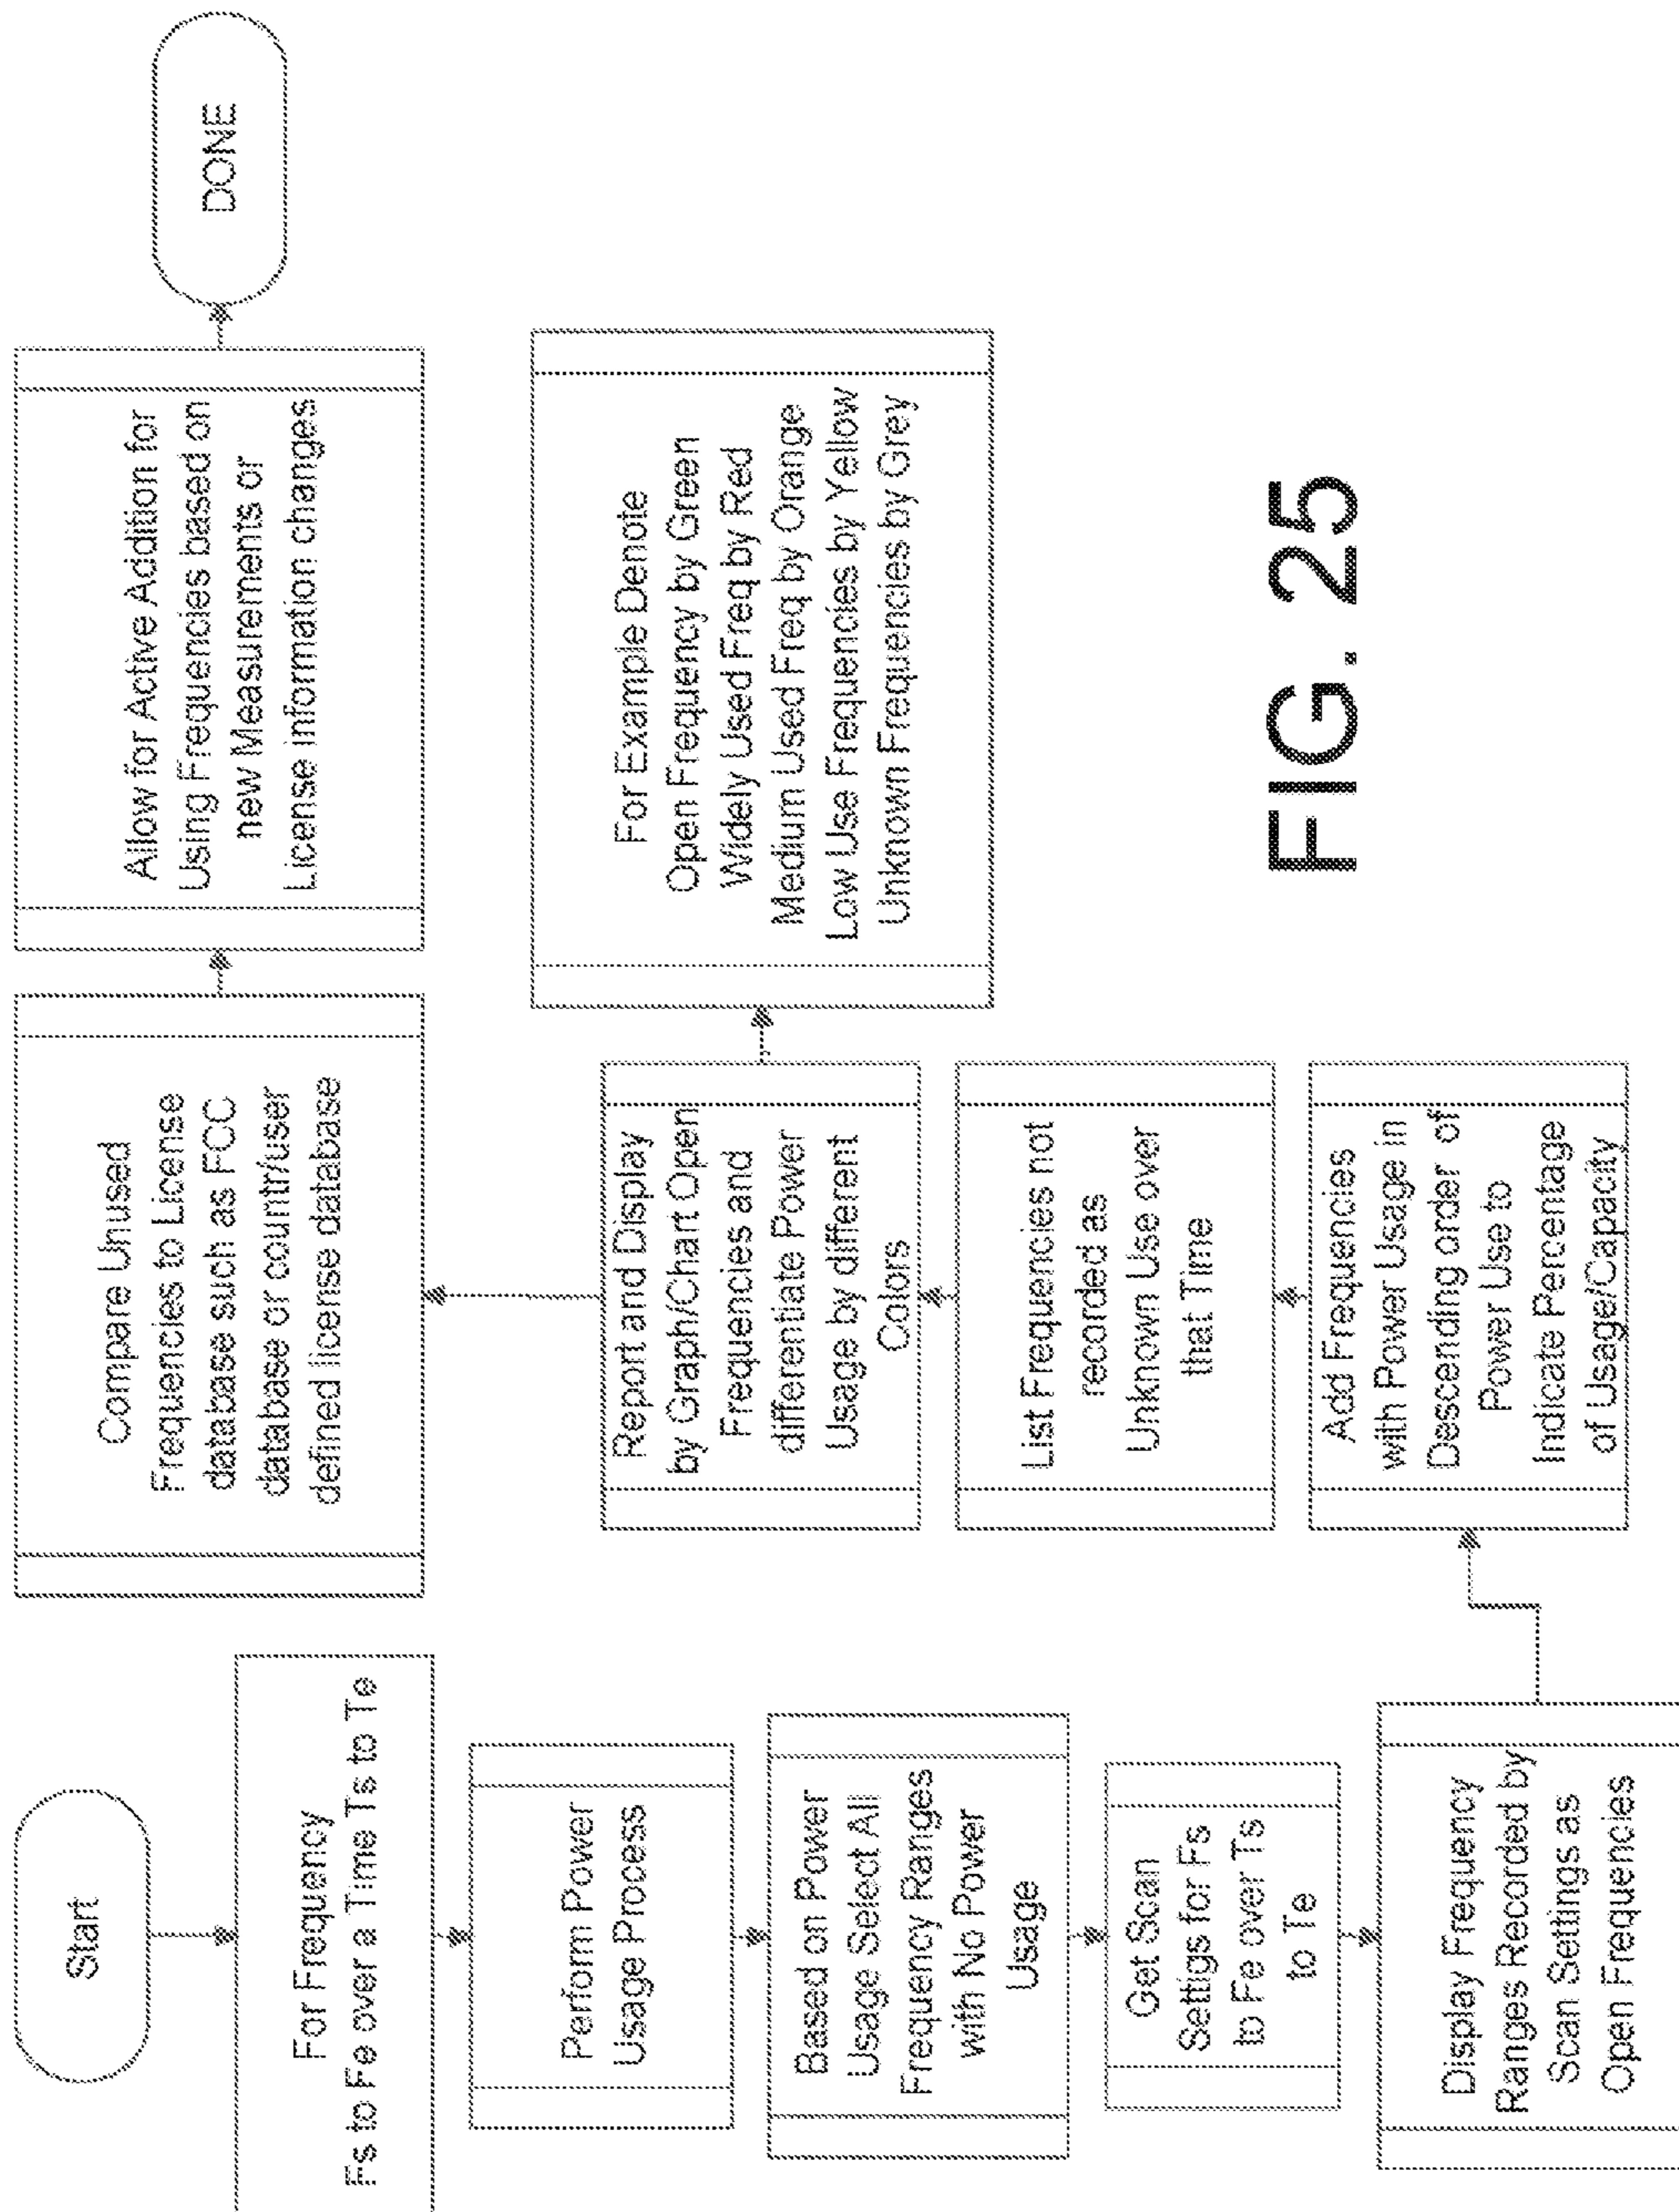 Start
For Frequency
Fs to Fe over a Time Ts to Te
Perform Power
Usage Process
Based on Power
Usage Select All
Frequency Ranges
with No Power
Usage
Get Scan
Settigs for Fs
to Fe over Ts
to Te
Display Frequency
Ranges Recorded by
Scan Settings as
Open Frequencies
Add Frequencies
with Power Usage in
Descending order of
Power Use to
Indicate Percentage
of Usage/Capacity
List Frequencies not
recorded as
Unknown Use over
that Time
Report and Display
by Graph/Chart Open
Frequencies and
differentiate Power
Usage by different
Colors
For Example Denote
Open Frequency by Green
Widely Used Freq by Red
Medium Used Freq by Orange
Low Use Frequencies by Yellow
Unknown Frequencies by Grey
Compare Unused
Frequencies to License
database such as FCC
database or countr/user
defined license database
Allow for Active Addition for
Using Frequencies based on
new Measurements or
License information changes
DONE
FIG. 25